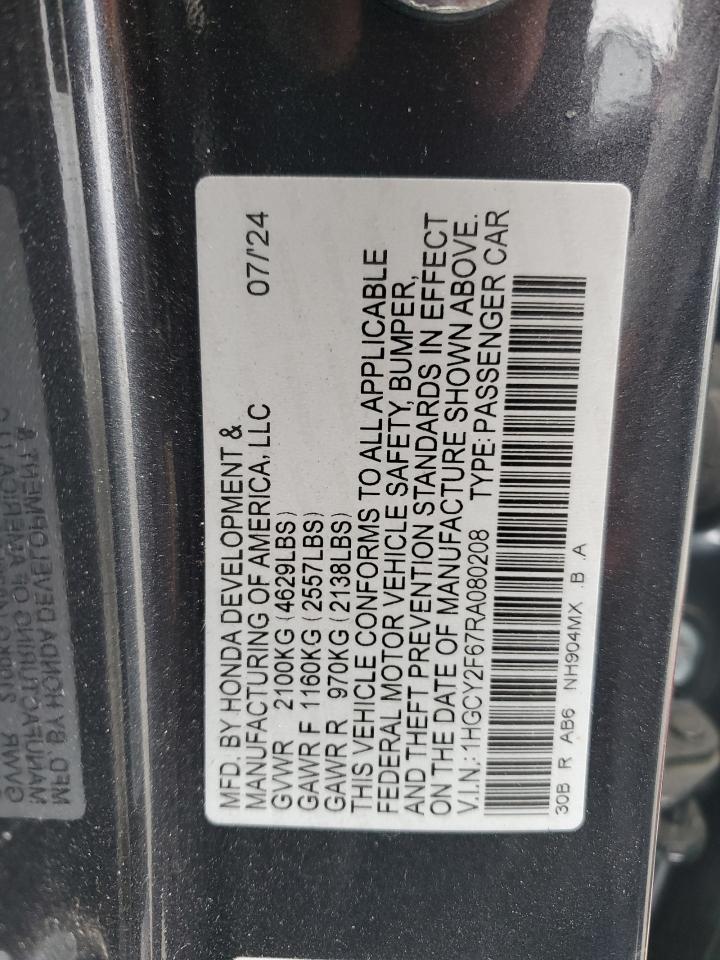 MFD. BY HONDA DEVELOPMENT &
MANUFACTURING OF AMERICA, LLC 07/'24
GVWR 2100KG (4629LBS)
GAWR F 1160KG (2557LBS)
GAWR R 970KG (2138LBS)
THIS VEHICLE CONFORMS TO ALL APPLICABLE
FEDERAL MOTOR VEHICLE SAFETY, BUMPER,
AND THEFT PREVENTION STANDARDS IN EFFECT
ON THE DATE OF MANUFACTURE SHOWN ABOVE.
V.I.N.: 1HGCY2F67RA080208 TYPE: PASSENGER CAR
30B R AB6 NH904MX .B .A